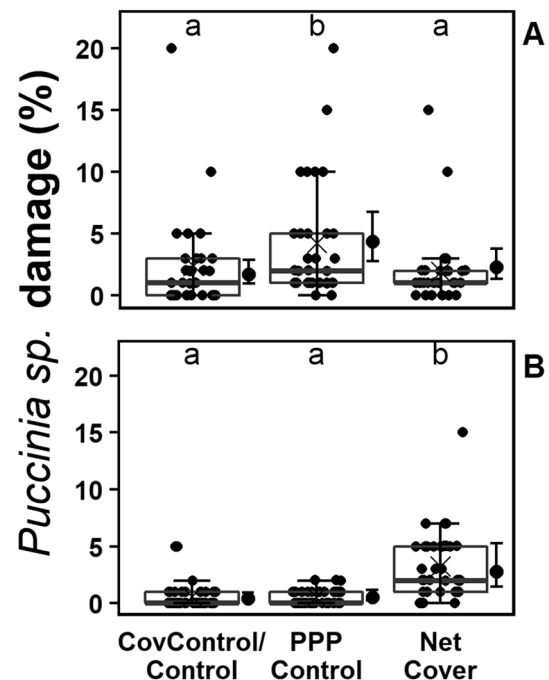 Puccinia sp. damage (%)
A
a b a
20
15
10
5
0
B
a a b
20
15
10
5
0
CovControl/
Control
PPP
Control
Net
Cover